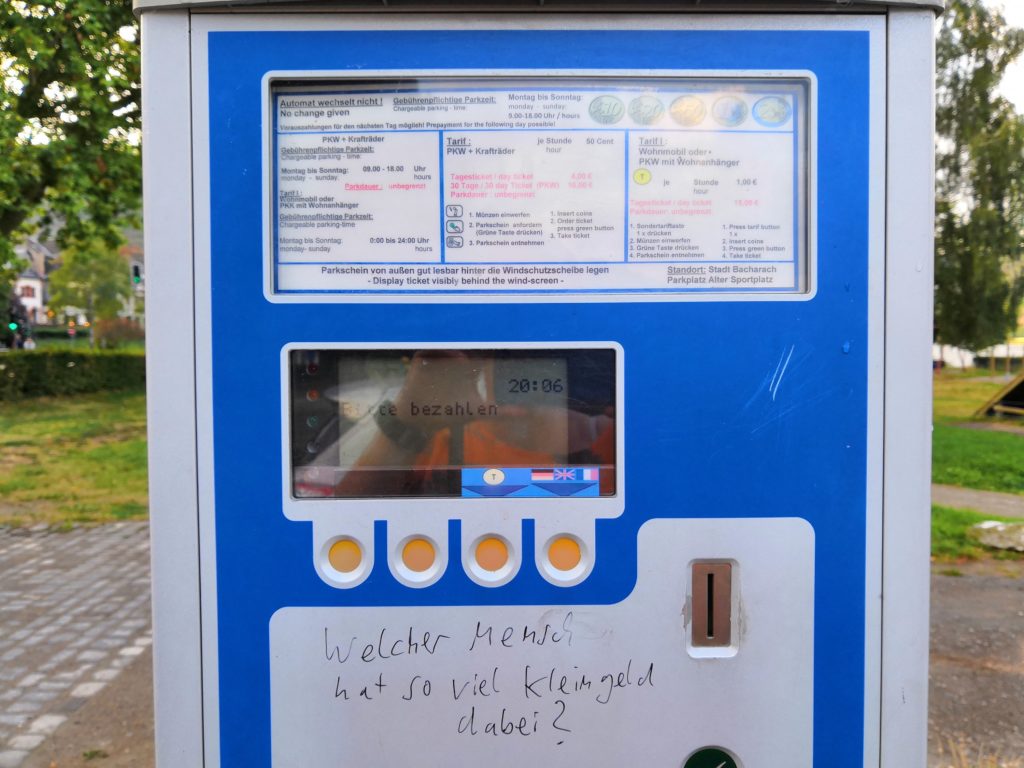 Automat wechselt nicht !
No change given
Gebührenpflichtige Parkzeit:
Chargeable parking - time:
Montag bis Sonntag:
monday - sunday
9.00-18.00 Uhr / hours
Vorauszahlungen für den nächsten Tag möglich! Prepayment for the following day possible!
PKW + Krafträder
Gebührenpflichtige Parkzeit:
Chargeable parking - time:
Montag bis Sonntag: 09.00 - 18.00 Uhr
monday - sunday: hours
Parkdauer : unbegrenzt
Tarif I :
Wohnmobil oder
PKK mit Wohnanhänger
Gebührenpflichtige Parkzeit:
Chargeable parking-time
Montag bis Sonntag: 0:00 bis 24:00 Uhr
monday- sunday: hours
Tarif : je Stunde 50 Cent
PKW + Krafträder hour
Tagesticket / day ticket 4,00 €
30 Tage / 30 day Ticket (PKW)
Parkdauer : unbegrenzt
1. Münzen einwerfen
2. Parkschein anfordern
(Grüne Taste drücken)
3. Parkschein entnehmen
1. Insert coins
2. Order ticket
press green button
3. Take ticket
Tarif I :
Wohnmobil oder
PKW mit Wohnanhänger
T je Stunde 1,00 €
hour
Tagesticket / day ticket
Parkdauer: unbegrenzt
1. Sondertariftaste
1 x drücken
2. Münzen einwerfen
3. Grüne Taste drücken
4. Parkschein entnehmen
1. Press tarif button
1 x
2. Insert coins
3. Press green button
4. Take ticket
Parkschein von außen gut lesbar hinter die Windschutzscheibe legen
- Display ticket visibly behind the wind-screen -
Standort: Stadt Bacharach
Parkplatz Alter Sportplatz
20:06
Bitte bezahlen
T
Welcher Mensch
hat so viel Kleingeld
dabei?